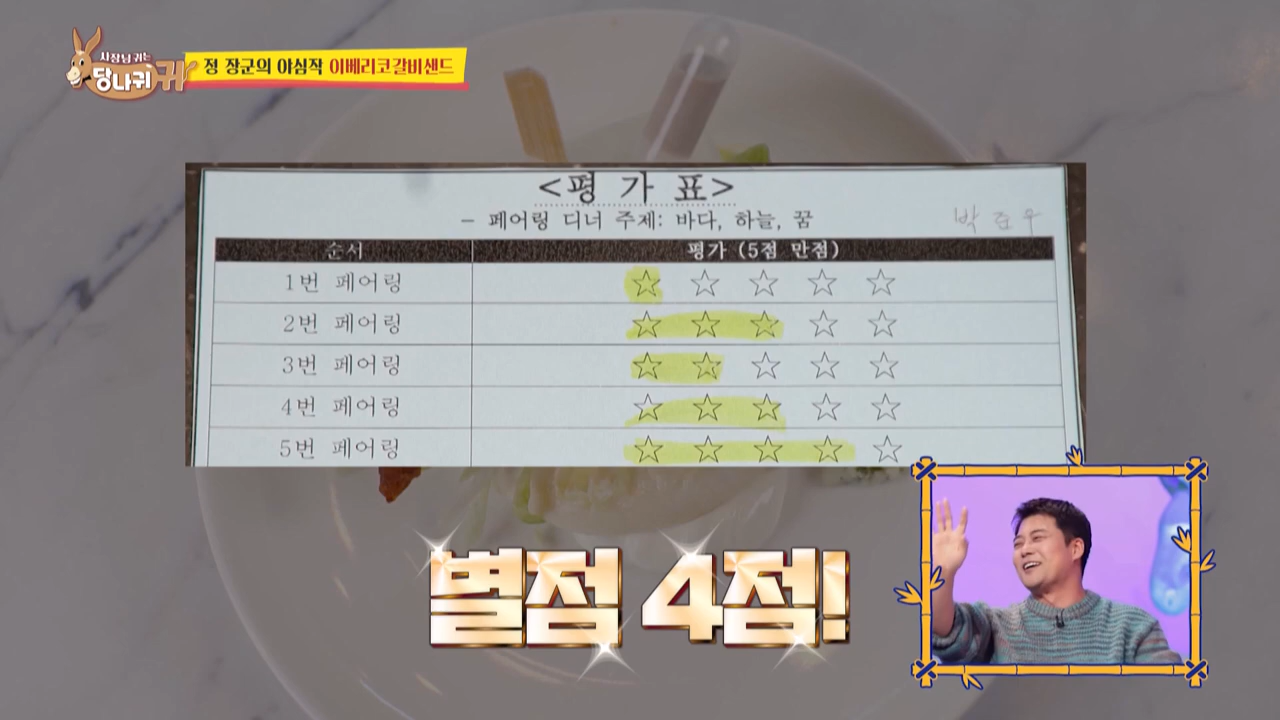 사장님 귀는
당나귀 귀
정 장군의 야심작 이베리코갈비샌드
<평 가 표>
- 페어링 디너 주제: 바다, 하늘, 꿈
박준우
순서 평가 (5점 만점)
1번 페어링 ☆ ☆ ☆ ☆ ☆
2번 페어링 ☆ ☆ ☆ ☆ ☆
3번 페어링 ☆ ☆ ☆ ☆ ☆
4번 페어링 ☆ ☆ ☆ ☆ ☆
5번 페어링 ☆ ☆ ☆ ☆ ☆
별점 4점!